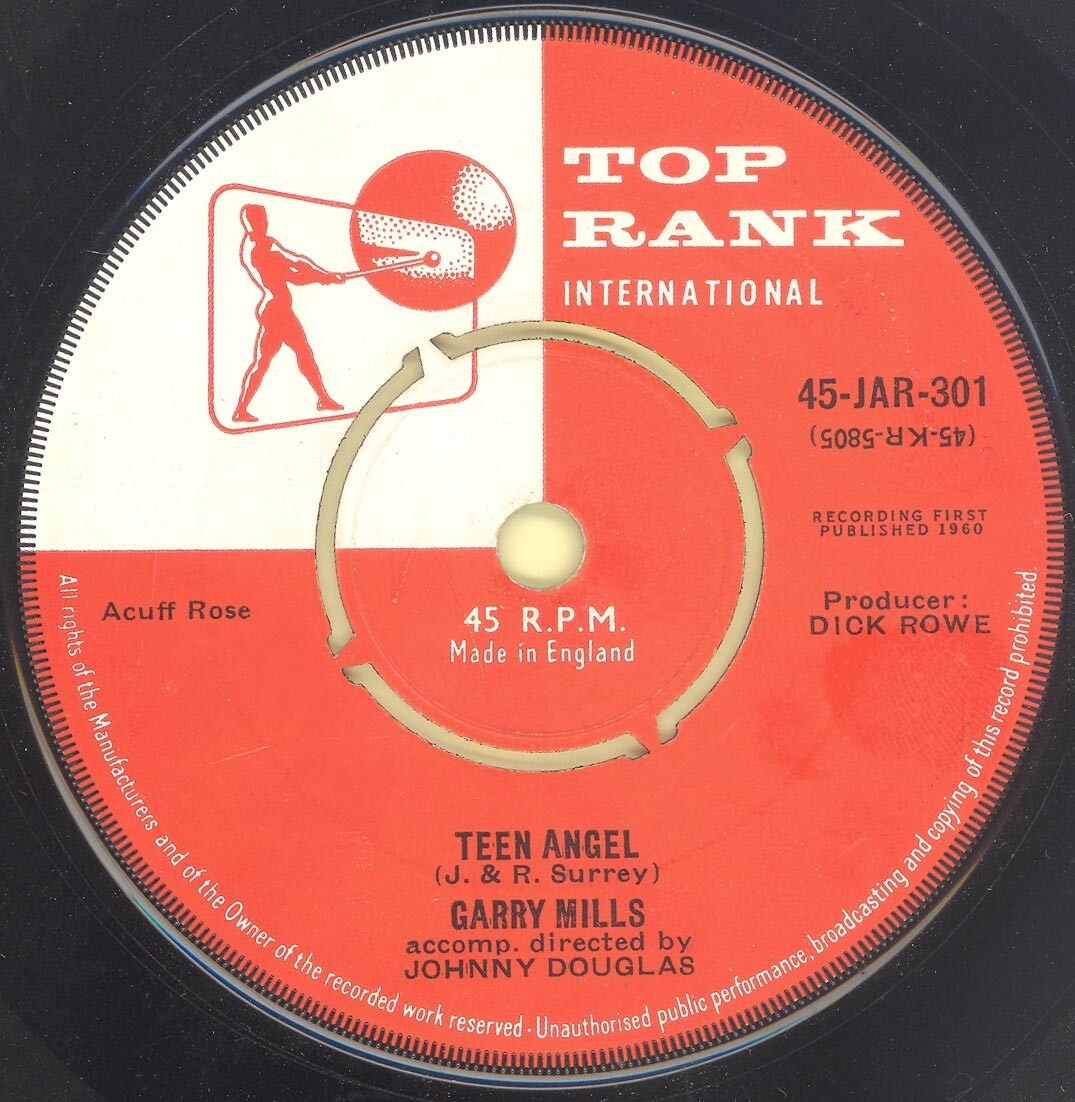 TOP
RANK
INTERNATIONAL
45-JAR-301
(45-KR-5805)
RECORDING FIRST
PUBLISHED 1960
Acuff Rose
Producer:
DICK ROWE
45 R.P.M.
Made in England
TEEN ANGEL
(J. & R. Surrey)
GARRY MILLS
accomp. directed by
JOHNNY DOUGLAS
All rights of the Manufacturers and of the Owner of the recorded work reserved · Unauthorised public performance, broadcasting and copying of this record prohibited.